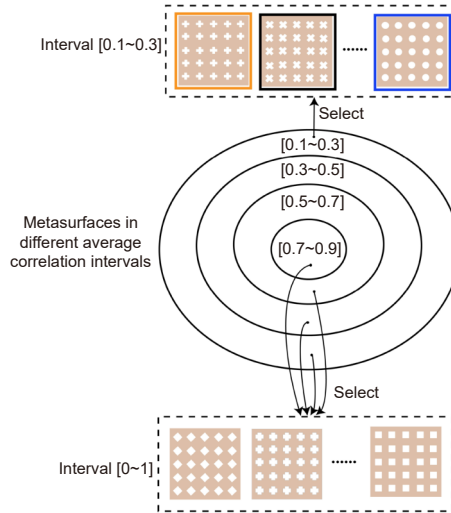 Interval [0.1~0.3]
......
Select
[0.1~0.3]
[0.3~0.5]
[0.5~0.7]
[0.7~0.9]
Metasurfaces in
different average
correlation intervals
Select
Interval [0~1]
......